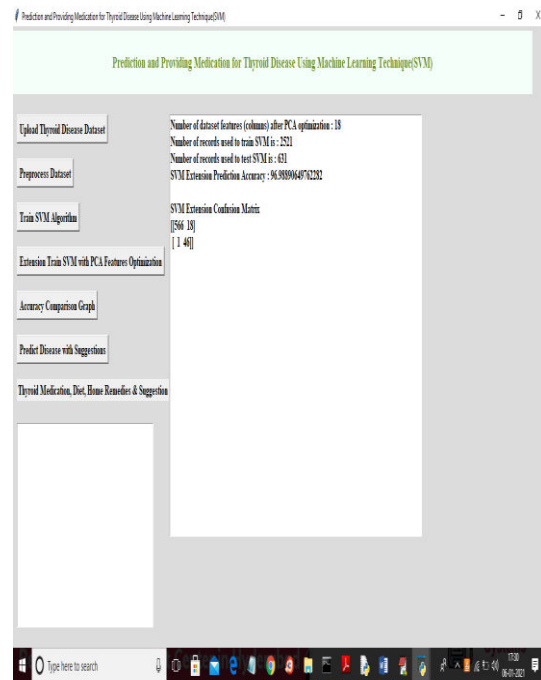 Prediction and Providing Medication for Thyroid Disease Using Machine Learning Technique(SVM)
Prediction and Providing Medication for Thyroid Disease Using Machine Learning Technique(SVM)
Upload Thyroid Disease Dataset
Preprocess Dataset
Train SVM Algorithm
Extension Train SVM with PCA Features Optimization
Accuracy Comparison Graph
Predict Disease with Suggestions
Thyroid Medication, Diet, Home Remedies & Suggestion
Number of dataset features (columns) after PCA optimization : 18
Number of records used to train SVM is : 2521
Number of records used to test SVM is : 631
SVM Extension Prediction Accuracy : 96.98890649762282
SVM Extension Confusion Matrix
[[566 18]
[ 1 46]]
Type here to search
17:30
06-01-2021